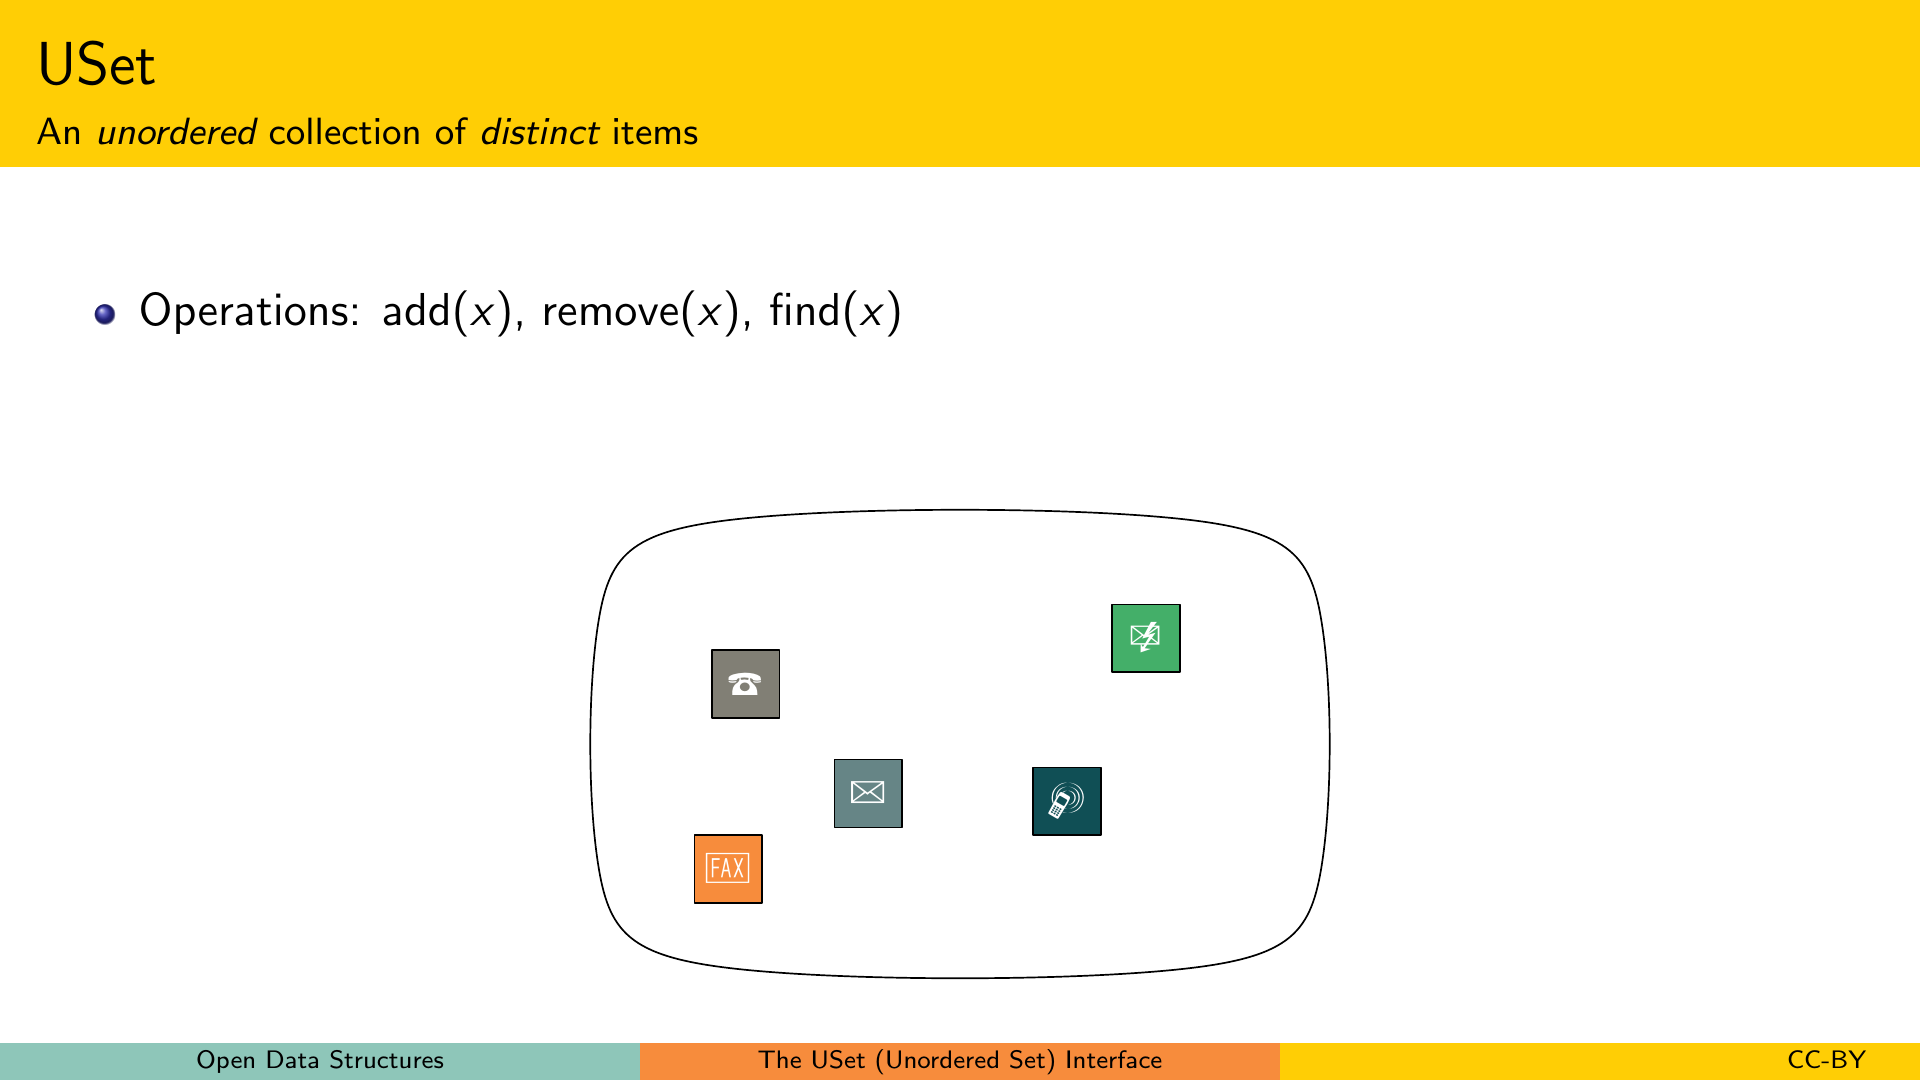 USet
An unordered collection of distinct items
Operations: add(x), remove(x), find(x)
FAX
Open Data Structures
The USet (Unordered Set) Interface
CC-BY